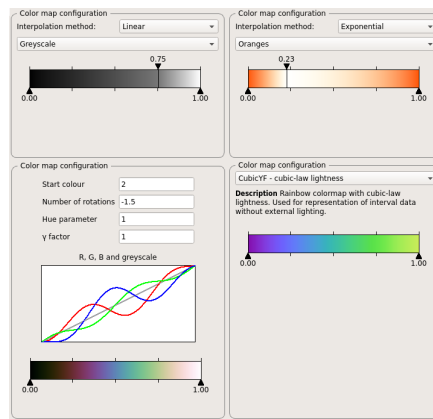 Color map configuration
Interpolation method: Linear
Greyscale
0.75
0.00 1.00
Color map configuration
Interpolation method: Exponential
Oranges
0.23
0.00 1.00
Color map configuration
Start colour 2
Number of rotations -1.5
Hue parameter 1
γ factor 1
R, G, B and greyscale
0.00 1.00
Color map configuration
CubicYF - cubic-law lightness
Description Rainbow colormap with cubic-law
lightness. Used for representation of interval data
without external lighting.
0.00 1.00